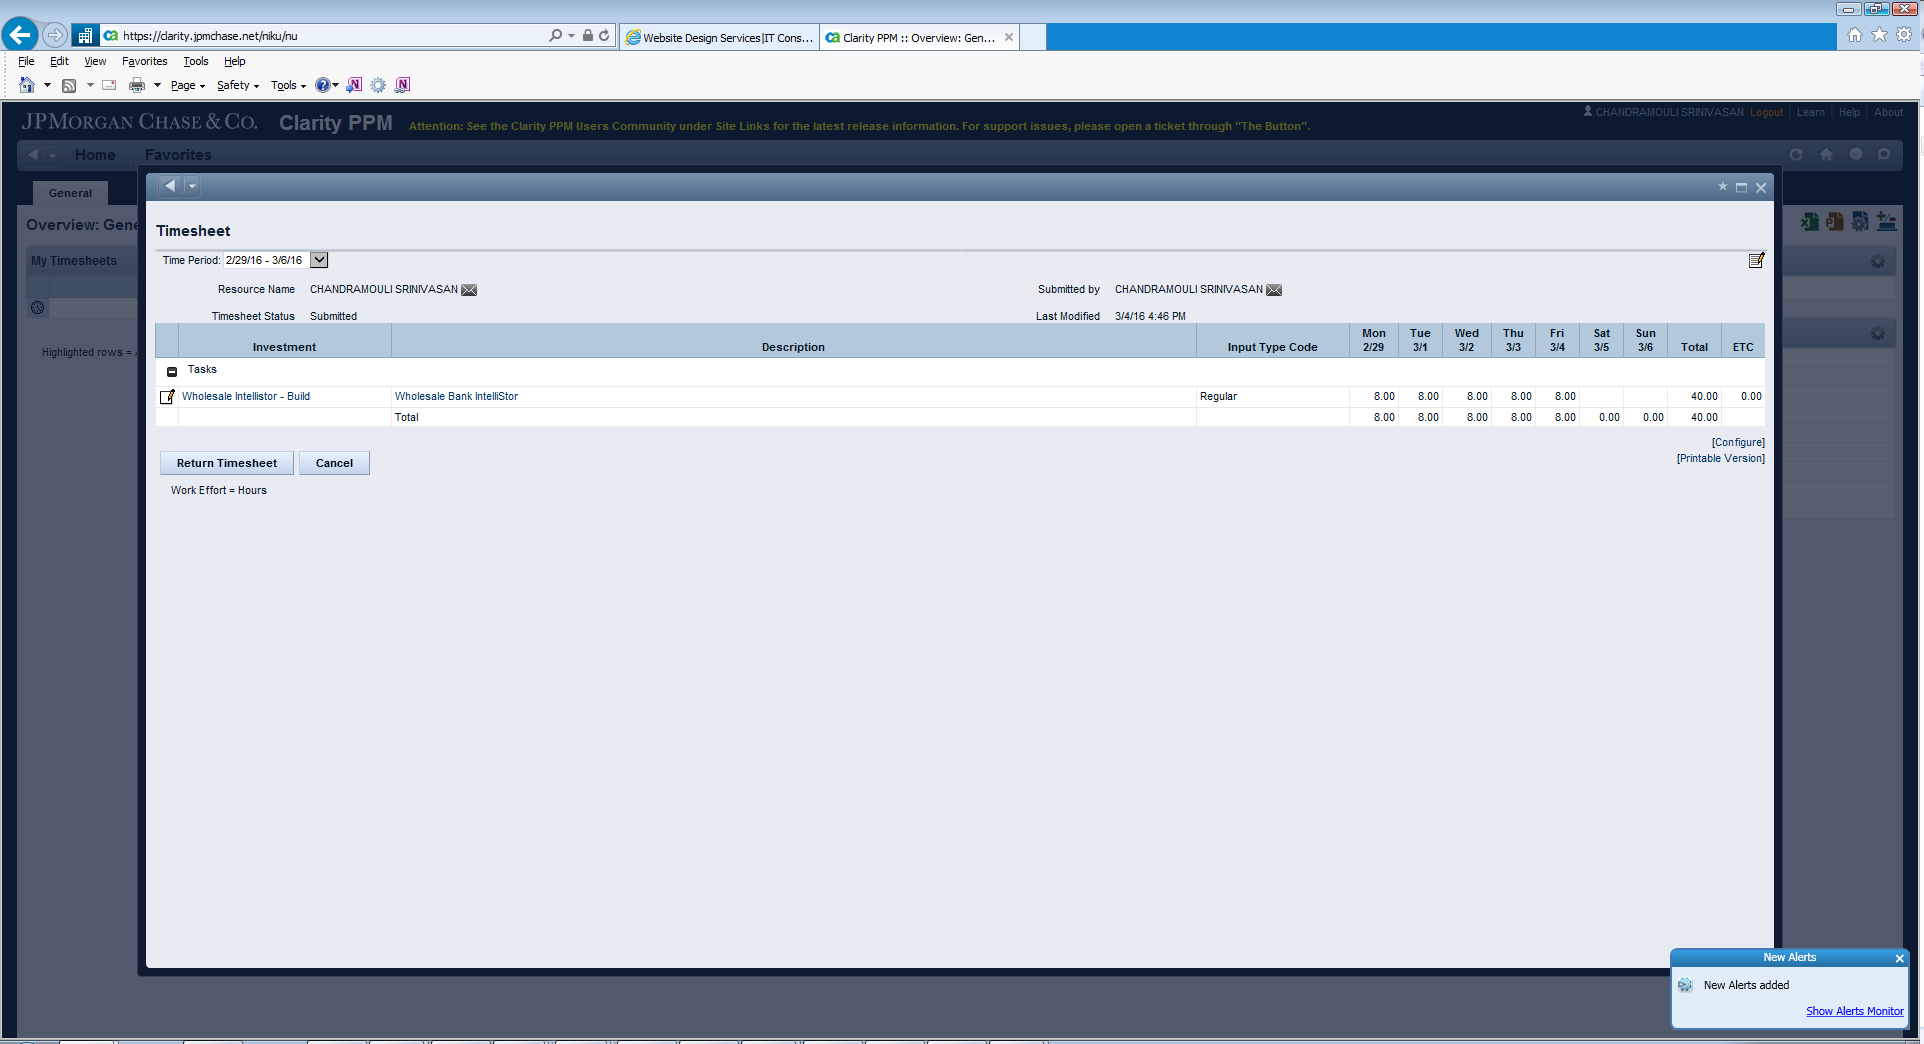 https://clarity.jpmchase.net/niku/nu
Website Design Services|IT Cons...
Clarity PPM :: Overview: Gen...
File Edit View Favorites Tools Help
Page Safety Tools
JPMORGAN CHASE & CO. Clarity PPM Attention: See the Clarity PPM Users Community under Site Links for the latest release information. For support issues, please open a ticket through "The Button".
CHANDRAMOULI SRINIVASAN Logout Learn Help About
Home Favorites
General
Overview: Gene
My Timesheets
Highlighted rows =
Timesheet
Time Period: 2/29/16 - 3/6/16
Resource Name CHANDRAMOULI SRINIVASAN Submitted by CHANDRAMOULI SRINIVASAN
Timesheet Status Submitted Last Modified 3/4/16 4:46 PM
Mon Tue Wed Thu Fri Sat Sun
Investment Description Input Type Code 2/29 3/1 3/2 3/3 3/4 3/5 3/6 Total ETC
Tasks
Wholesale Intellistor - Build Wholesale Bank IntelliStor Regular 8.00 8.00 8.00 8.00 8.00 40.00 0.00
Total 8.00 8.00 8.00 8.00 8.00 0.00 0.00 40.00
[Configure]
[Printable Version]
Return Timesheet Cancel
Work Effort = Hours
New Alerts
New Alerts added
Show Alerts Monitor